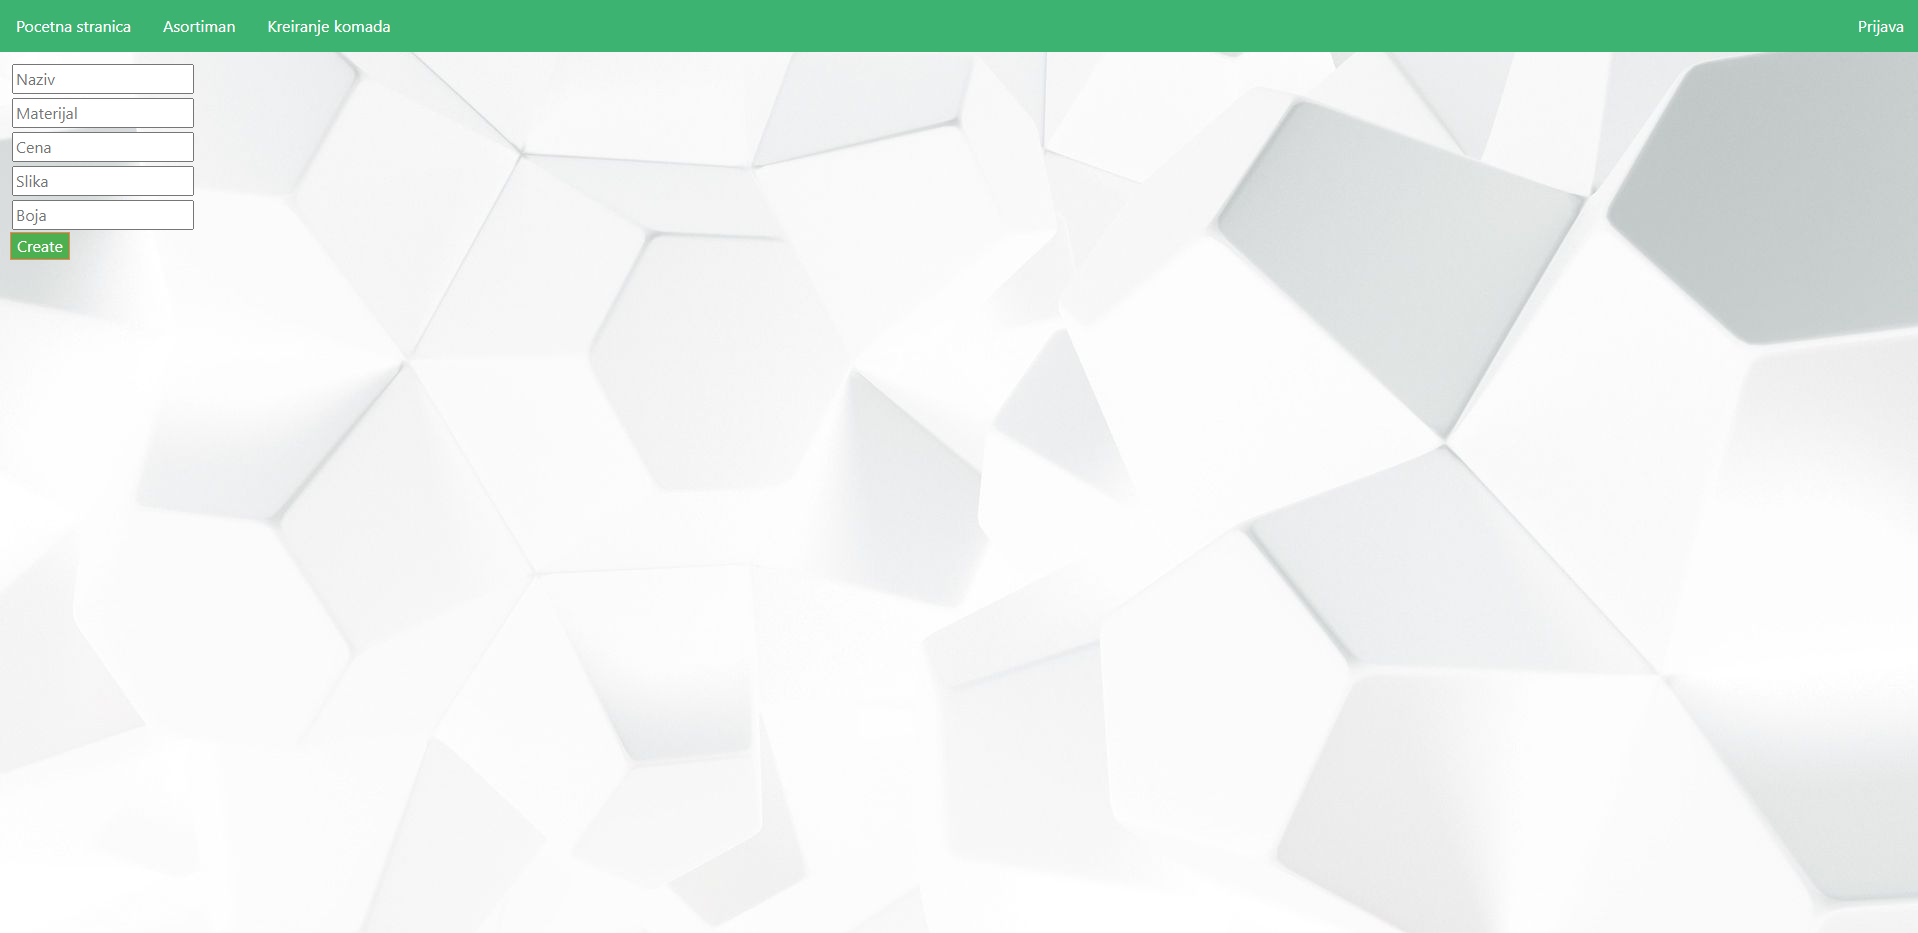 Pocetna stranica Asortiman Kreiranje komada Prijava
Naziv
Materijal
Cena
Slika
Boja
Create